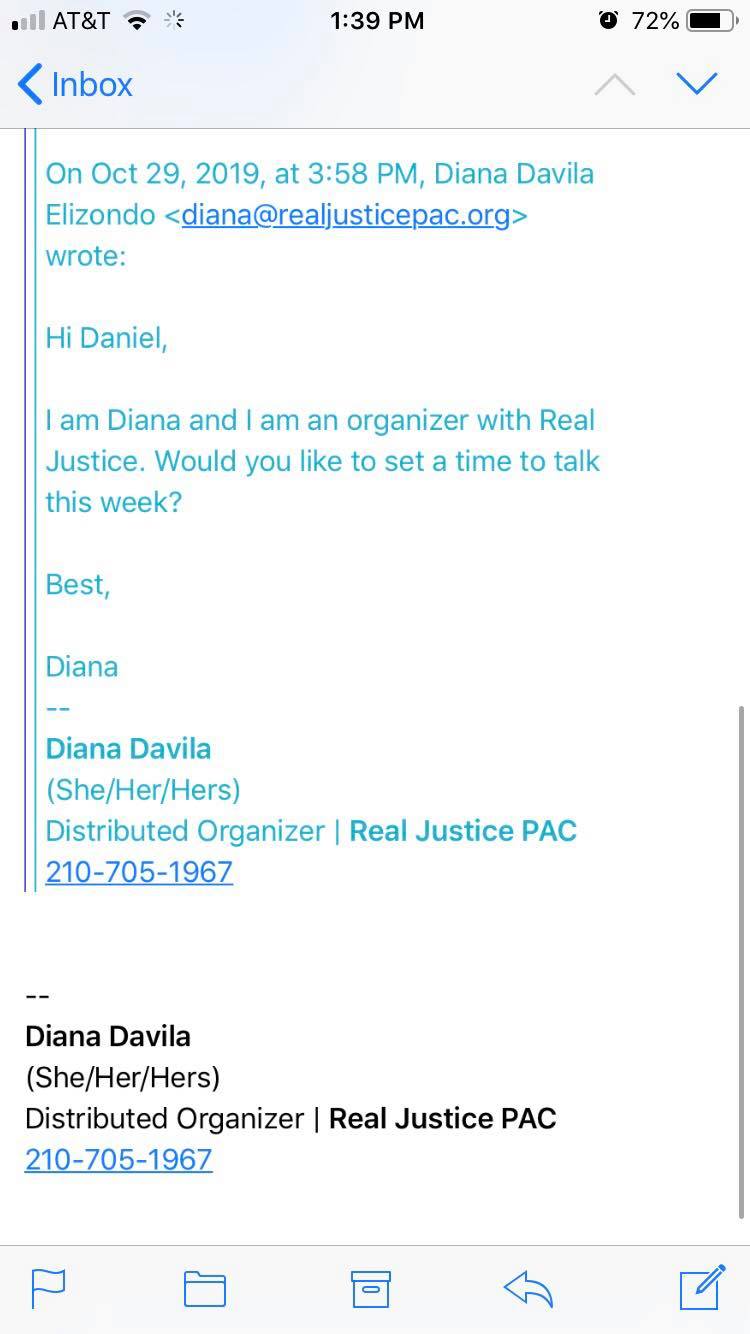 AT&T 1:39 PM 72%
Inbox
On Oct 29, 2019, at 3:58 PM, Diana Davila
Elizondo <diana@realjusticepac.org>
wrote:
Hi Daniel,
I am Diana and I am an organizer with Real
Justice. Would you like to set a time to talk
this week?
Best,
Diana
--
Diana Davila
(She/Her/Hers)
Distributed Organizer | Real Justice PAC
210-705-1967
--
Diana Davila
(She/Her/Hers)
Distributed Organizer | Real Justice PAC
210-705-1967